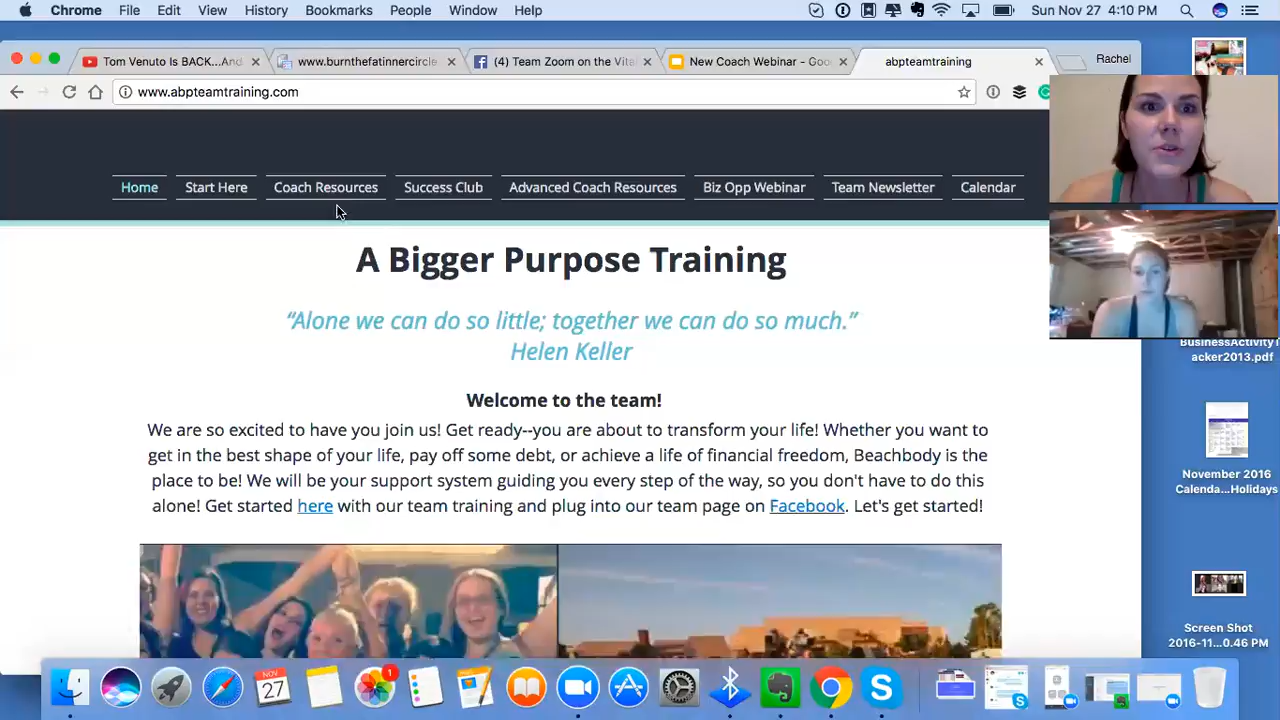 Chrome File Edit View History Bookmarks People Window Help Sun Nov 27 4:10 PM
Tom Venuto Is BACK...And www.burnthefatinnercircle (4) Team Zoom on the Vita New Coach Webinar - Goo abpteamtraining Rachel
www.abpteamtraining.com
Home Start Here Coach Resources Success Club Advanced Coach Resources Biz Opp Webinar Team Newsletter Calendar
A Bigger Purpose Training
“Alone we can do so little; together we can do so much.”
Helen Keller
Welcome to the team!
We are so excited to have you join us! Get ready--you are about to transform your life! Whether you want to
get in the best shape of your life, pay off some debt, or achieve a life of financial freedom, Beachbody is the
place to be! We will be your support system guiding you every step of the way, so you don't have to do this
alone! Get started here with our team training and plug into our team page on Facebook. Let's get started!
BusinessActivityT
acker2013.pdf
November 2016
Calenda...Holidays
Screen Shot
2016-11...0.46 PM
NOV
27
1